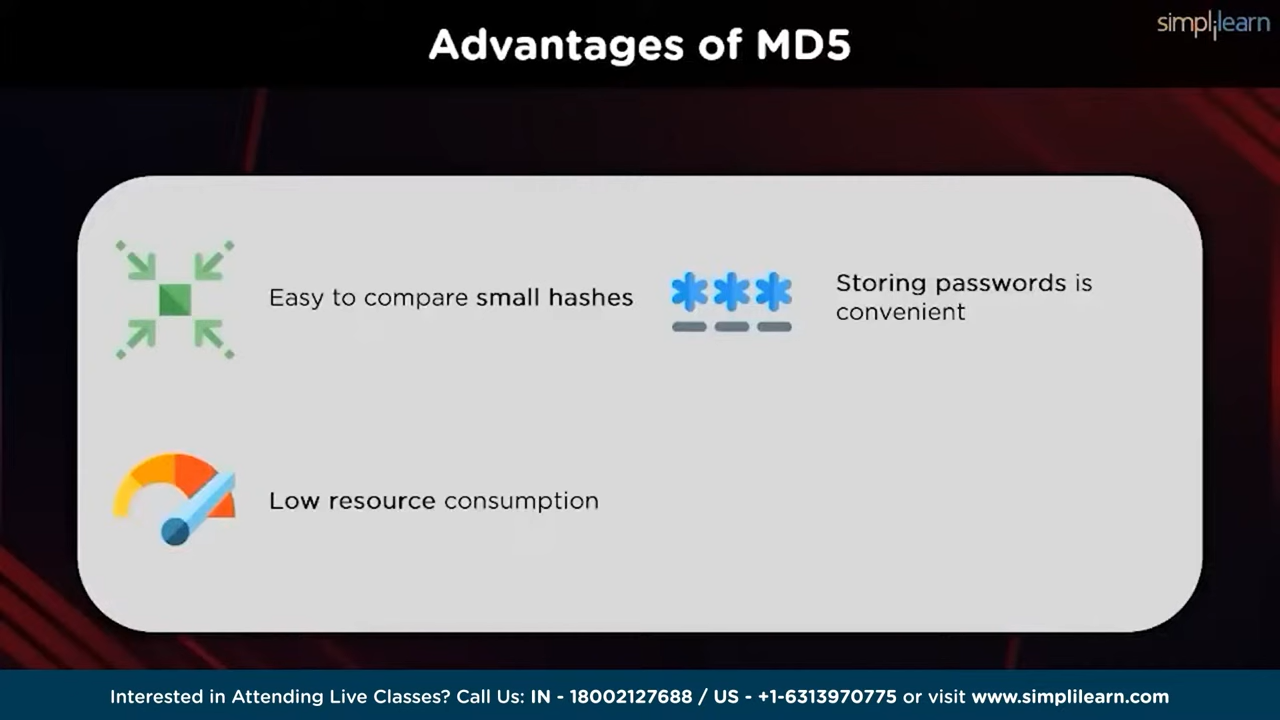 simplilearn
Advantages of MD5
Easy to compare small hashes
Storing passwords is
convenient
Low resource consumption
Interested in Attending Live Classes? Call Us: IN - 18002127688 / US - +1-6313970775 or visit www.simplilearn.com